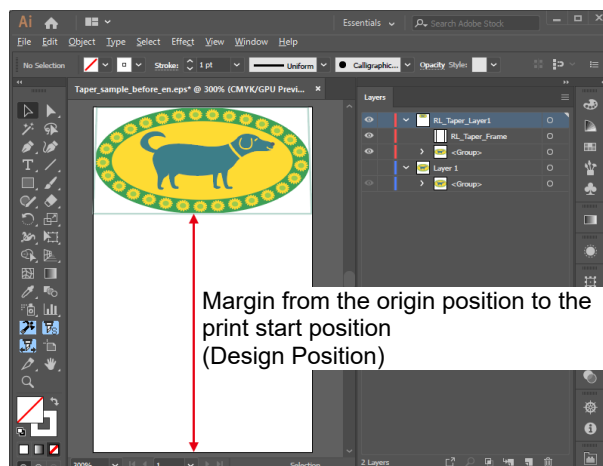 Ai
Essentials
Search Adobe Stock
File Edit Object Type Select Effect View Window Help
No Selection
Stroke:
1 pt
Uniform
Calligraphic...
Opacity
Style:
Taper_sample_before_en.eps* @ 300% (CMYK/GPU Previ...
×
Layers
RL_Taper_Layer1
RL_Taper_Frame
<Group>
Layer 1
<Group>
Margin from the origin position to the
print start position
(Design Position)
300%
1
Selection
2 Layers